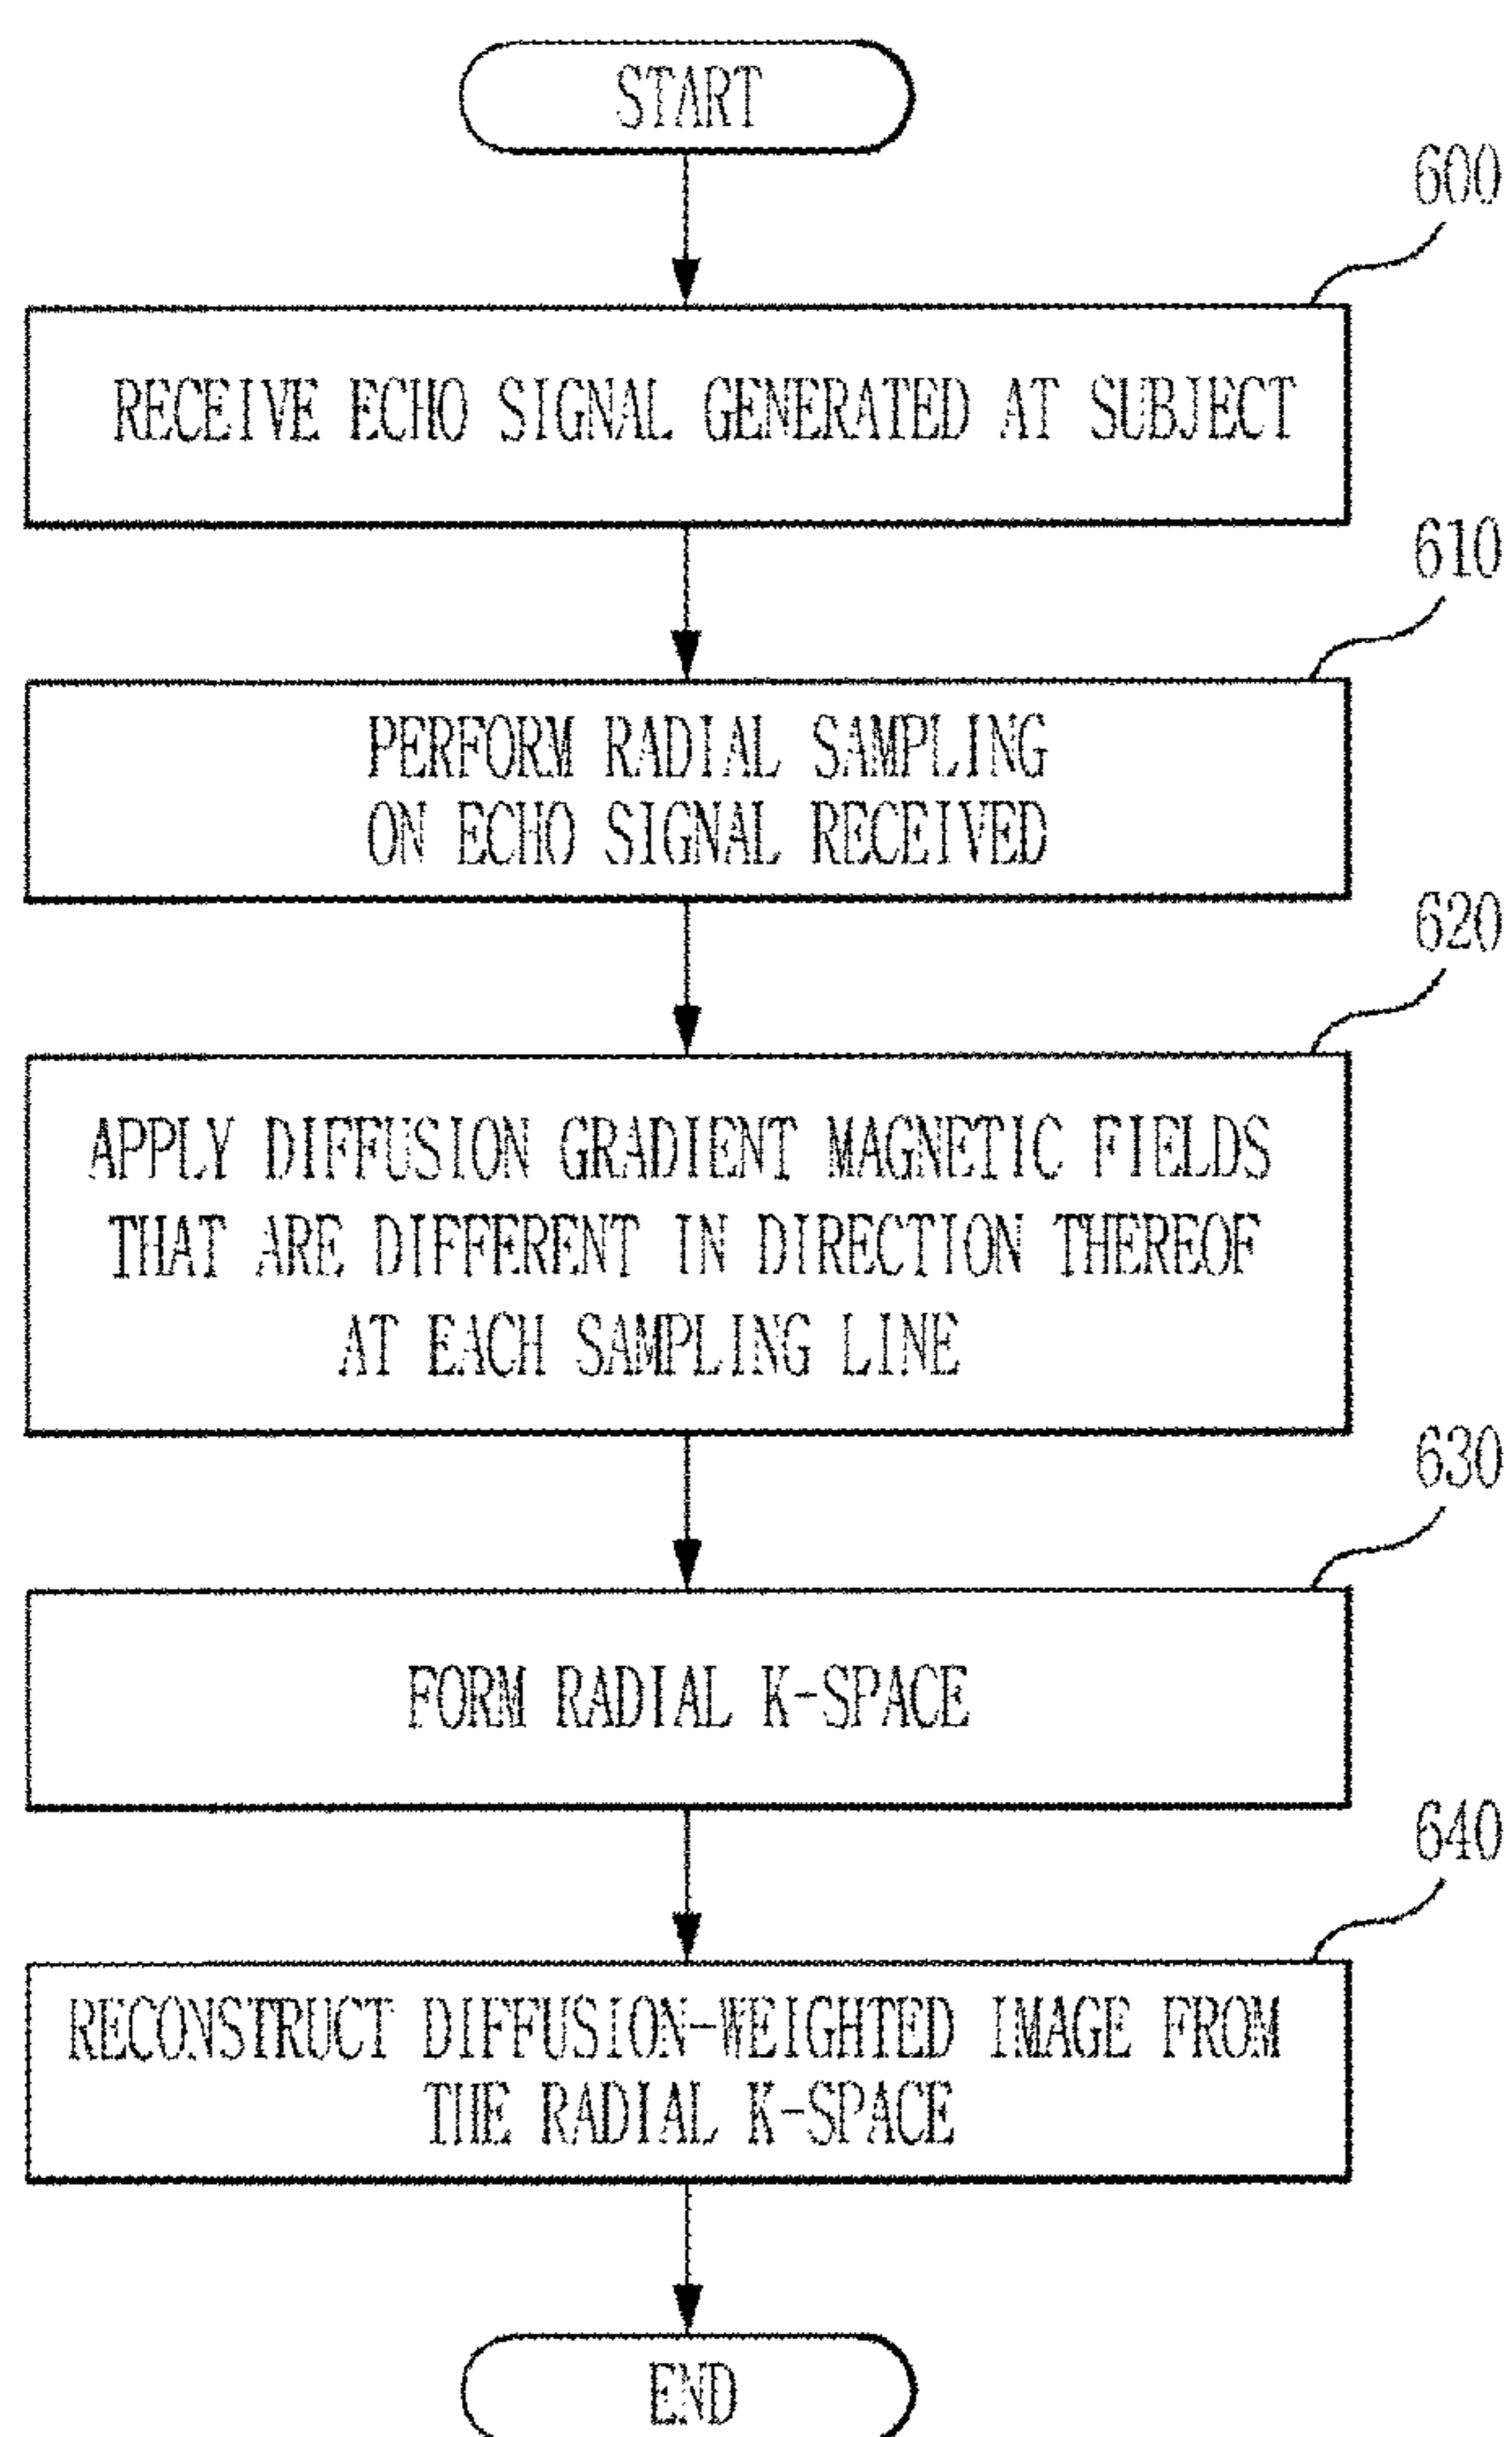 START
600
RECEIVE ECHO SIGNAL GENERATED AT SUBJECT
610
PERFORM RADIAL SAMPLING
ON ECHO SIGNAL RECEIVED
620
APPLY DIFFUSION GRADIENT MAGNETIC FIELDS
THAT ARE DIFFERENT IN DIRECTION THEREOF
AT EACH SAMPLING LINE
630
FORM RADIAL K-SPACE
640
RECONSTRUCT DIFFUSION-WEIGHTED IMAGE FROM
THE RADIAL K-SPACE
END